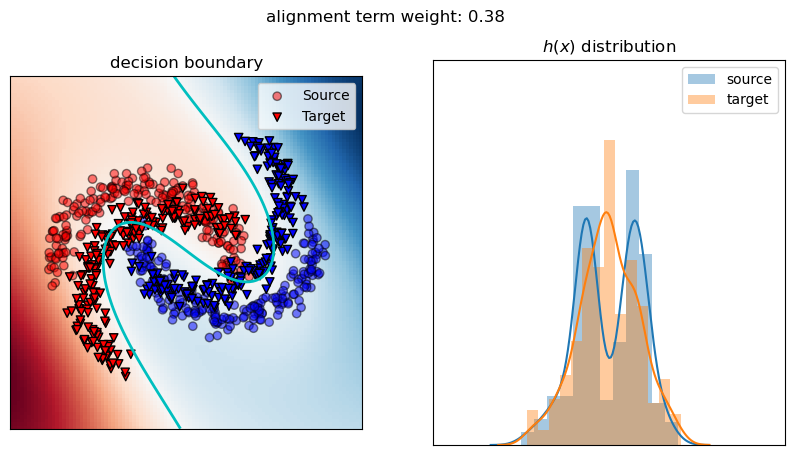 alignment term weight: 0.38
decision boundary
Source
Target
h(x) distribution
source
target